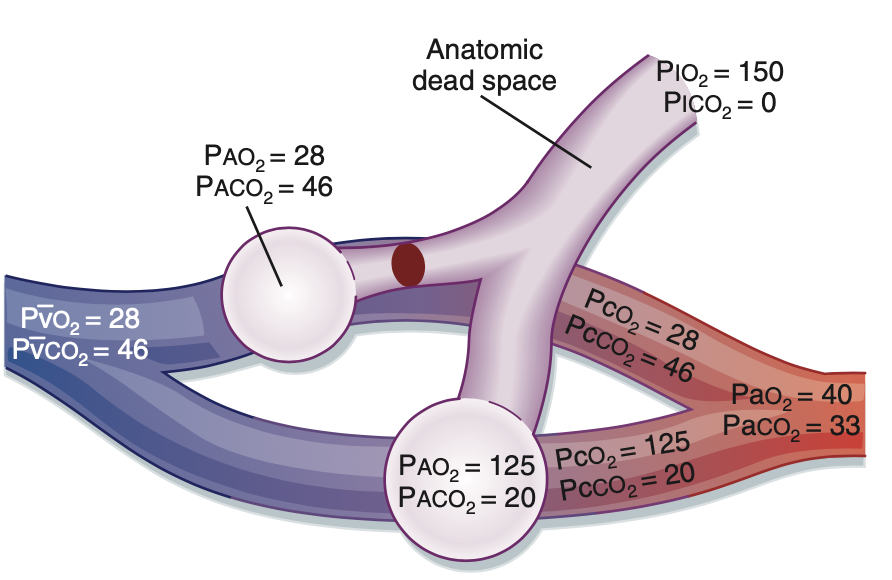 Anatomic
dead space
PIO₂ = 150
PICO₂ = 0
PAO₂ = 28
PACO₂ = 46
Pv̄O₂ = 28
Pv̄CO₂ = 46
PcO₂ = 28
PcCO₂ = 46
PaO₂ = 40
PaCO₂ = 33
PAO₂ = 125
PACO₂ = 20
PcO₂ = 125
PcCO₂ = 20